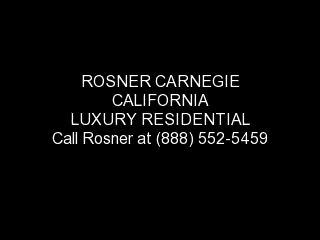 ROSNER CARNEGIE
CALIFORNIA
LUXURY RESIDENTIAL
Call Rosner at (888) 552-5459